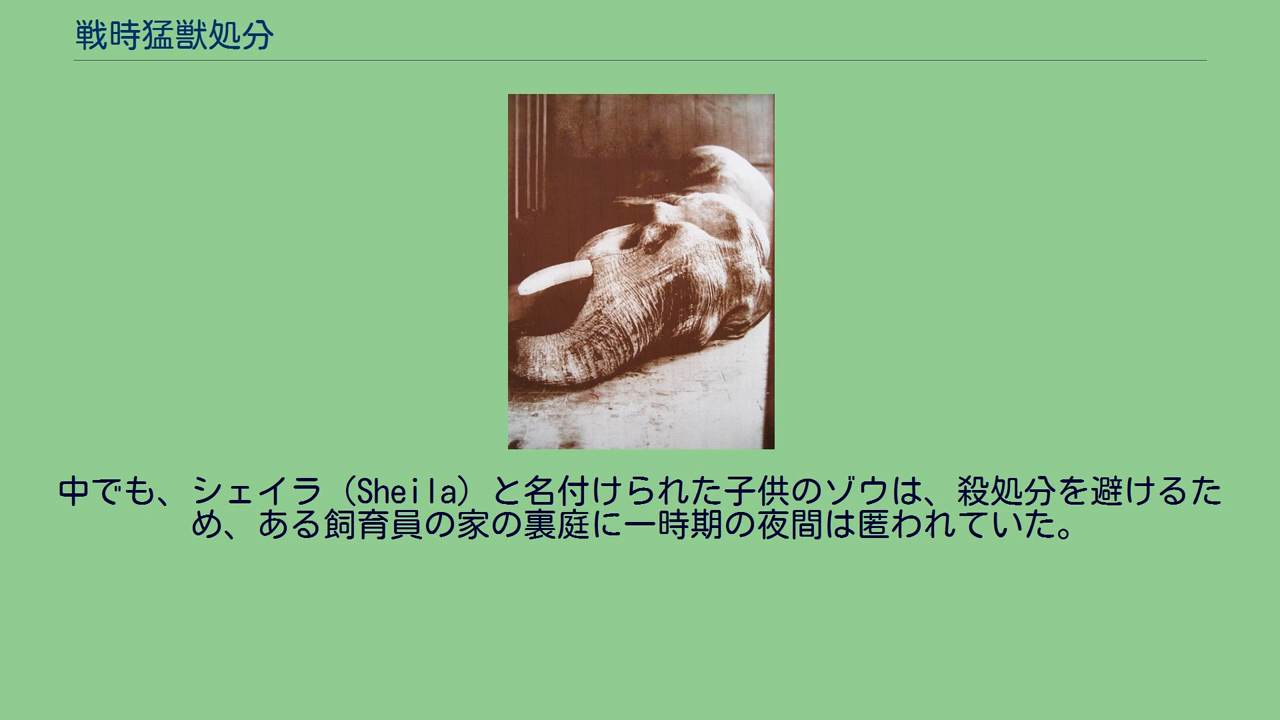 戦時猛獣処分
中でも、シェイラ（Sheila）と名付けられた子供のゾウは、殺処分を避けるた
め、ある飼育員の家の裏庭に一時期の夜間は匿われていた。